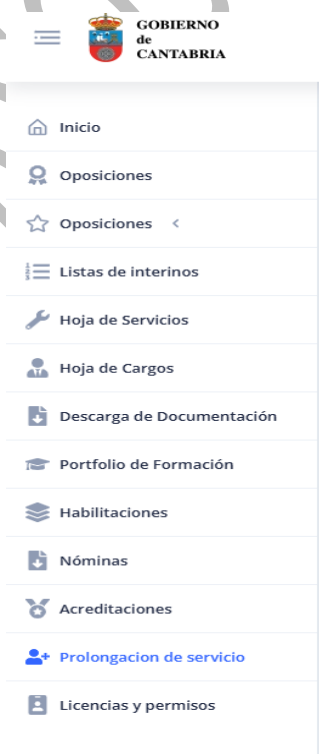 GOBIERNO
de
CANTABRIA
Inicio
Oposiciones
Oposiciones
Listas de interinos
Hoja de Servicios
Hoja de Cargos
Descarga de Documentación
Portfolio de Formación
Habilitaciones
Nóminas
Acreditaciones
Prolongacion de servicio
Licencias y permisos